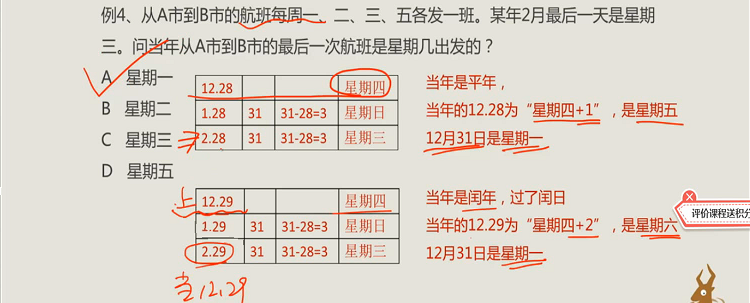 例4、从A市到B市的航班每周一、二、三、五各发一班。某年2月最后一天是星期
三。问当年从A市到B市的最后一次航班是星期几出发的?
A 星期一
B 星期二
C 星期三
D 星期五
12.28 星期四
1.28 31 31-28=3 星期日
2.28 31 31-28=3 星期三
当年是平年，
当年的12.28为“星期四+1”，是星期五
12月31日是星期一
上 12.29 星期四
1.29 31 31-28=3 星期日
2.29 31 31-28=3 星期三
当年是闰年，过了闰日
当年的12.29为“星期四+2”，是星期六
12月31日是星期一
评价课程送积分
当12.29